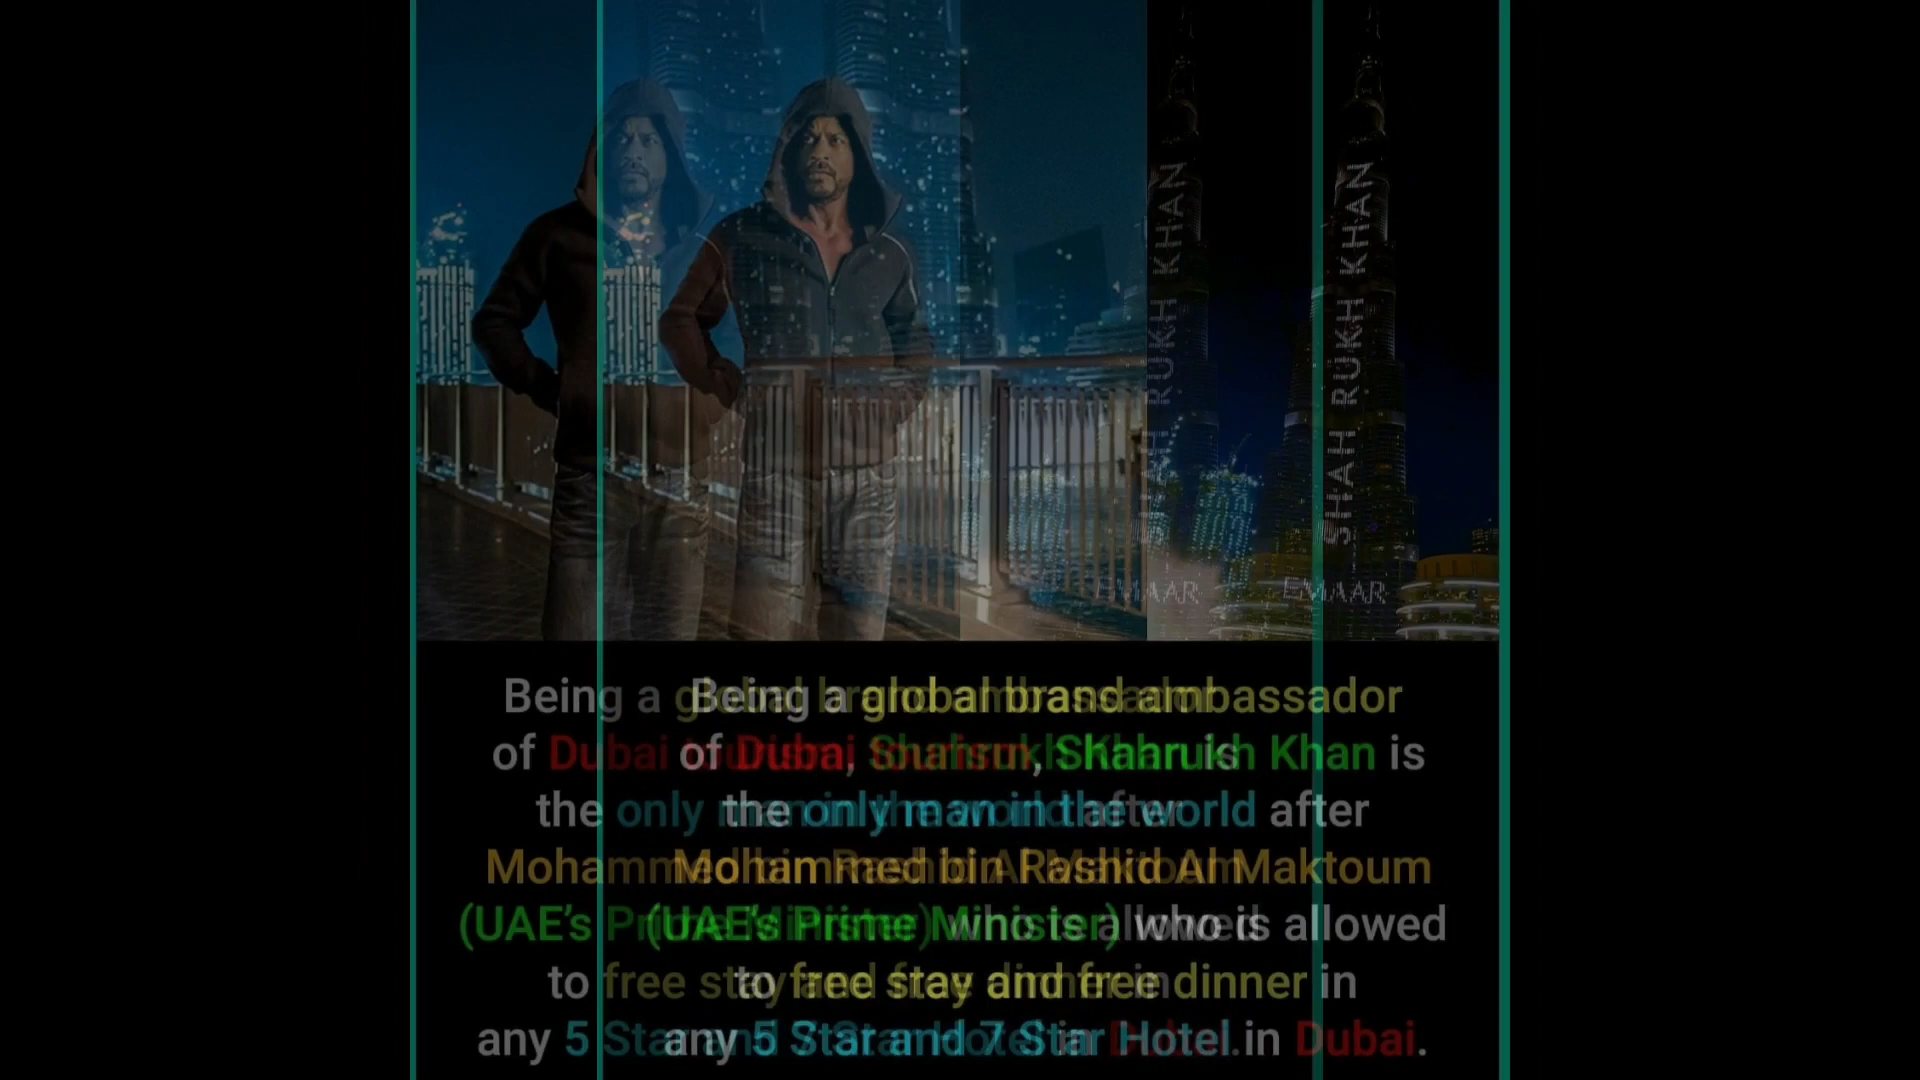 SHAH RUKH KHAN
SHAH RUKH KHAN
EMAAR
EMAAR
Being a global brand ambassador
of Dubai tourism, Shahrukh Khan is
the only man in the world after
Mohammed bin Rashid Al Maktoum
(UAE's Prime Minister) who is allowed
to free stay and free dinner in
any 5 Star and 7 Star Hotel in Dubai.